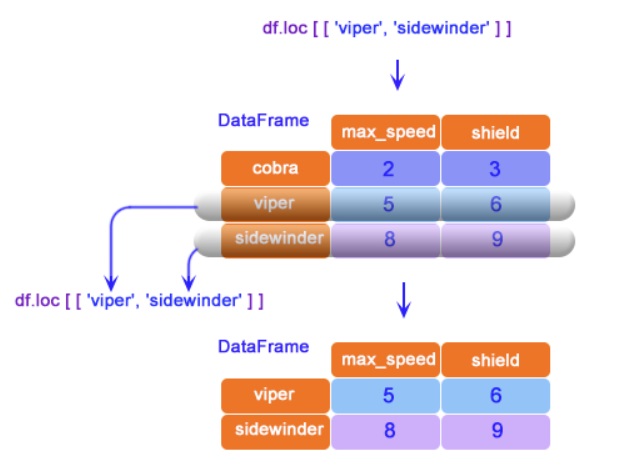 df.loc [ [ 'viper', 'sidewinder' ] ]
DataFrame
max_speed shield
cobra 2 3
viper 5 6
sidewinder 8 9
df.loc [ [ 'viper', 'sidewinder' ] ]
DataFrame
max_speed shield
viper 5 6
sidewinder 8 9